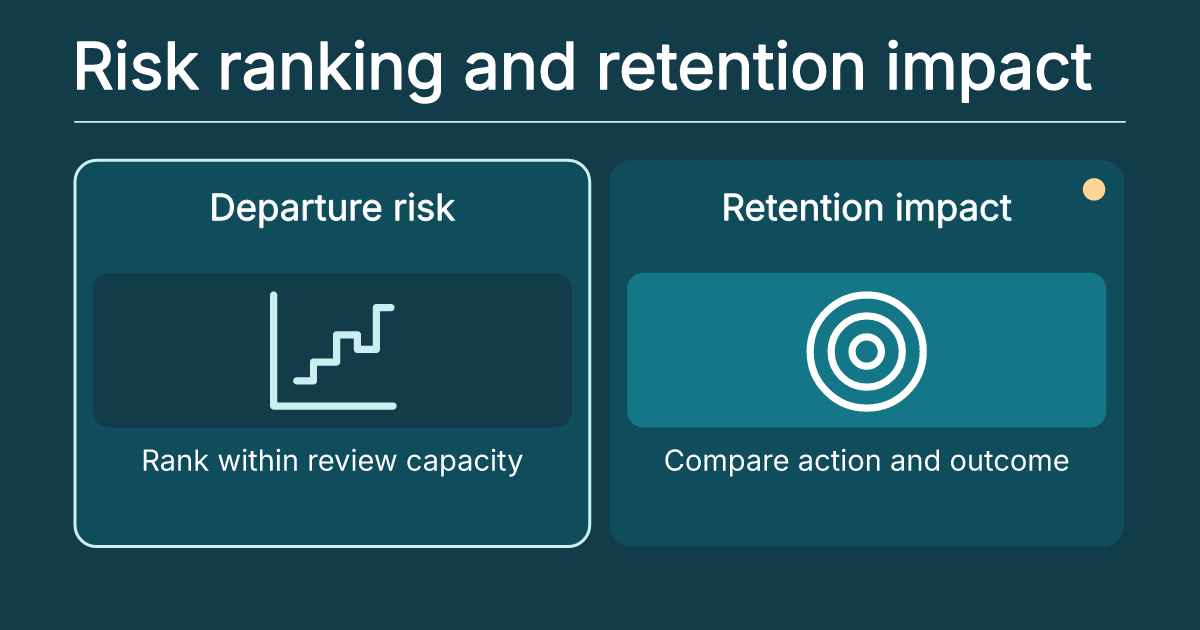 Risk ranking and retention impact
Departure risk
Rank within review capacity
Retention impact
Compare action and outcome